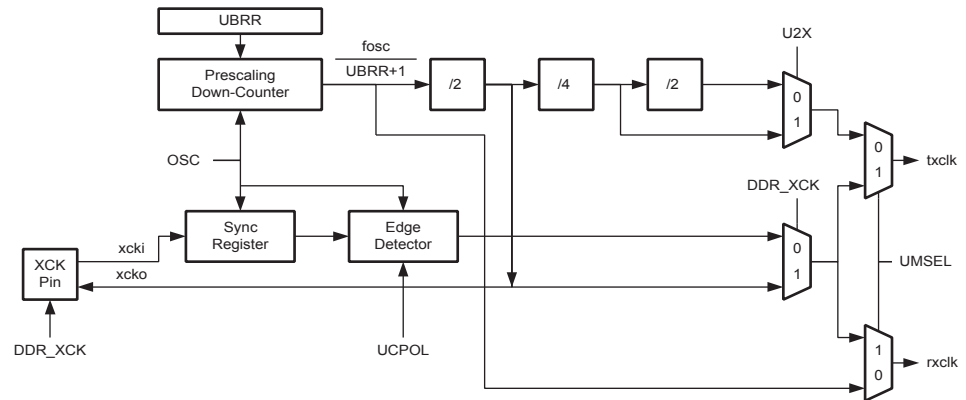 UBRR
U2X
fosc
UBRR+1
Prescaling
Down-Counter
/2
/4
/2
0
1
OSC
0
1
txclk
DDR_XCK
Sync
Register
Edge
Detector
xcki
XCK
Pin
xcko
0
1
UMSEL
DDR_XCK
UCPOL
1
0
rxclk